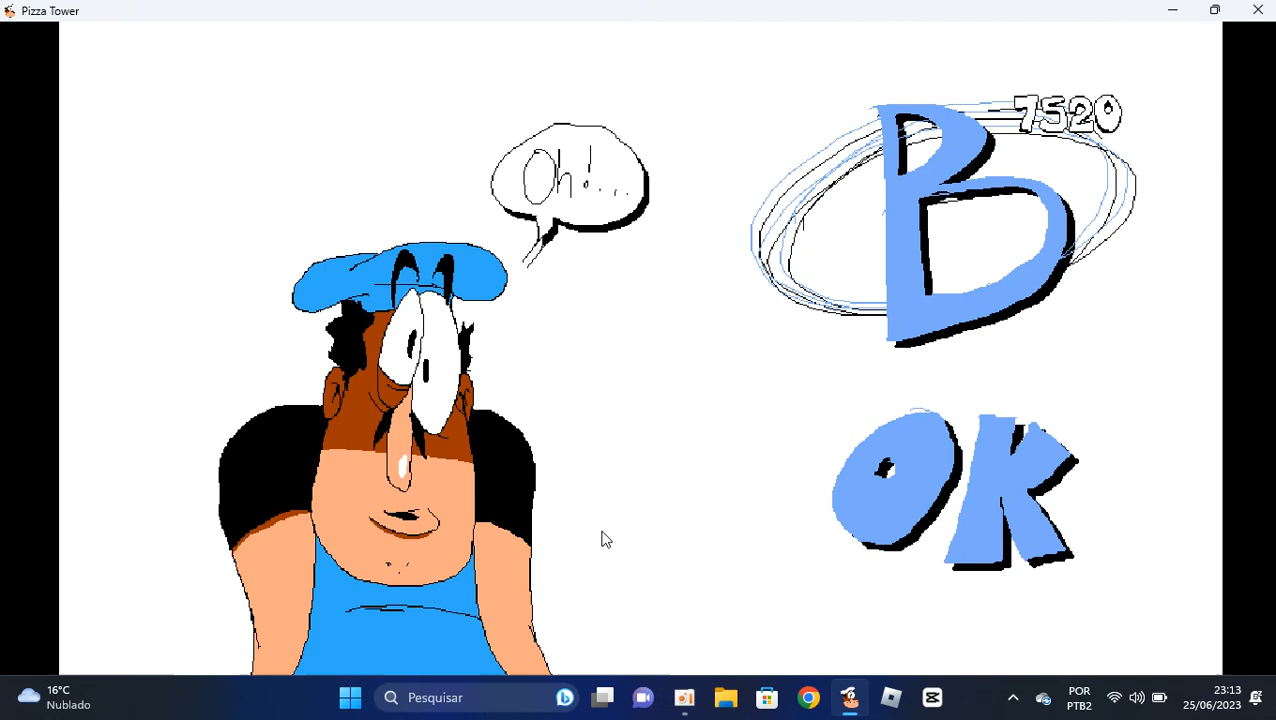 Pizza Tower
7520
B
Oh!...
OK
16°C
Nublado
Pesquisar
POR
PTB2
23:13
25/06/2023